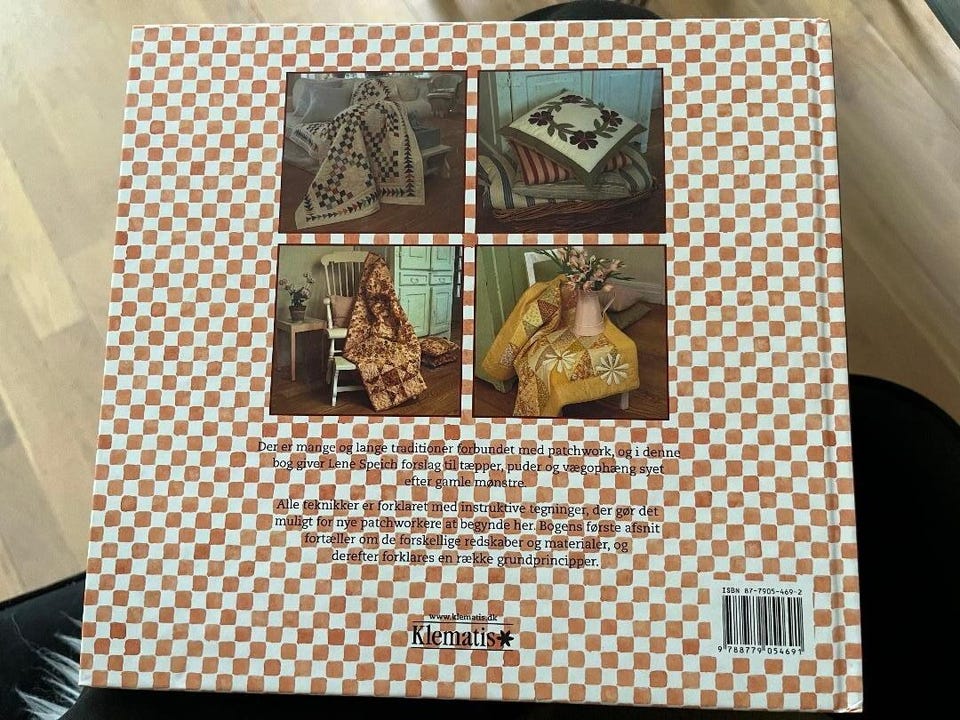 Der er mange og lange traditioner forbundet med patchwork, og i denne
bog giver Lene Speich forslag til tæpper, puder og vægophæng syet
efter gamle mønstre.
Alle teknikker er forklaret med instruktive tegninger, der gør det
muligt for nye patchworkere at begynde her. Bogens første afsnit
fortæller om de forskellige redskaber og materialer, og
derefter forklares en række grundprincipper.
www.klematis.dk
Klematis
ISBN 87-7905-469-2
9 788779 054691